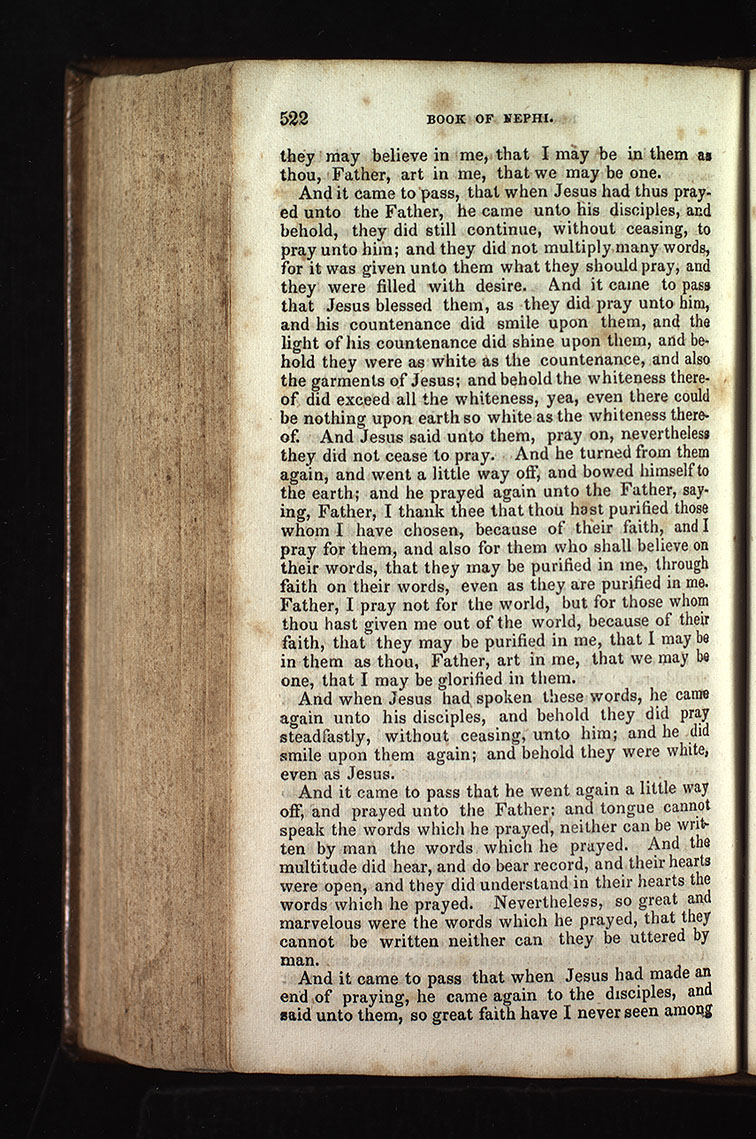 522 BOOK OF NEPHI.
they may believe in me, that I may be in them as
thou, Father, art in me, that we may be one.
And it came to pass, that when Jesus had thus pray-
ed unto the Father, he came unto his disciples, and
behold, they did still continue, without ceasing, to
pray unto him; and they did not multiply many words,
for it was given unto them what they should pray, and
they were filled with desire. And it came to pass
that Jesus blessed them, as they did pray unto him,
and his countenance did smile upon them, and the
light of his countenance did shine upon them, and be-
hold they were as white as the countenance, and also
the garments of Jesus; and behold the whiteness there-
of did exceed all the whiteness, yea, even there could
be nothing upon earth so white as the whiteness there-
of. And Jesus said unto them, pray on, nevertheless
they did not cease to pray. And he turned from them
again, and went a little way off, and bowed himself to
the earth; and he prayed again unto the Father, say-
ing, Father, I thank thee that thou hast purified those
whom I have chosen, because of their faith, and I
pray for them, and also for them who shall believe on
their words, that they may be purified in me, through
faith on their words, even as they are purified in me.
Father, I pray not for the world, but for those whom
thou hast given me out of the world, because of their
faith, that they may be purified in me, that I may be
in them as thou, Father, art in me, that we may be
one, that I may be glorified in them.
And when Jesus had spoken these words, he came
again unto his disciples, and behold they did pray
steadfastly, without ceasing, unto him; and he did
smile upon them again; and behold they were white,
even as Jesus.
And it came to pass that he went again a little way
off, and prayed unto the Father; and tongue cannot
speak the words which he prayed, neither can be writ-
ten by man the words which he prayed. And the
multitude did hear, and do bear record, and their hearts
were open, and they did understand in their hearts the
words which he prayed. Nevertheless, so great and
marvelous were the words which he prayed, that they
cannot be written neither can they be uttered by
man.
And it came to pass that when Jesus had made an
end of praying, he came again to the disciples, and
said unto them, so great faith have I never seen among